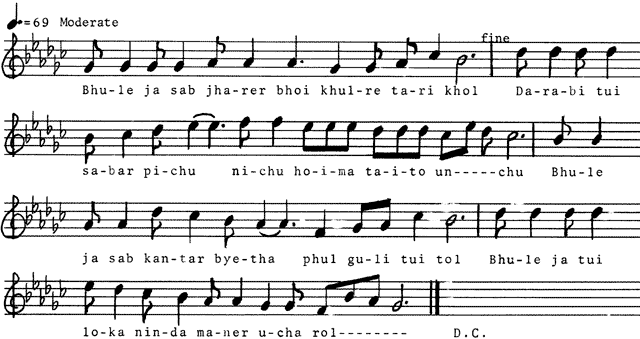 ♩.=69 Moderate
fine
Bhu-le ja sab jha-rer bhoi khul-re ta-ri khol Da-ra-bi tui
sa-bar pi-chu ni-chu ho-i-ma ta-i-to un-----chu Bhu-le
ja sab kan-tar bye-tha phul gu-li tui tol Bhu-le ja tui
lo-ka nin-da ma-ner u-cha rol-------- D.C.